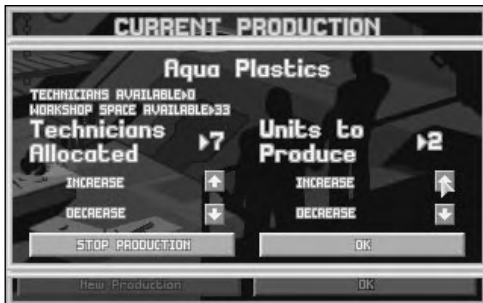 CURRENT PRODUCTION
Aqua Plastics
TECHNICIANS AVAILABLE>0
WORKSHOP SPACE AVAILABLE>33
Technicians Allocated >7
Units to Produce >2
INCREASE
INCREASE
DECREASE
DECREASE
STOP PRODUCTION
OK
New Production
OK